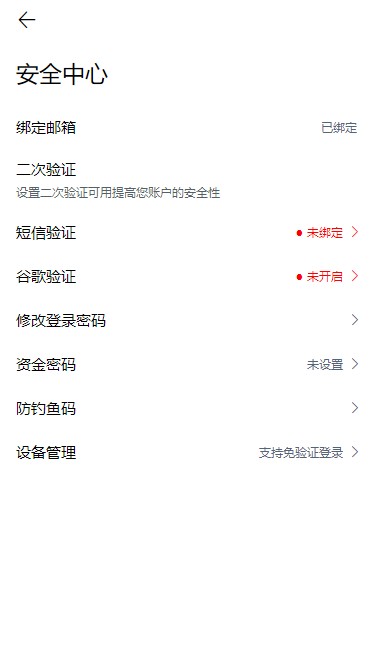 安全中心
绑定邮箱 已绑定
二次验证
设置二次验证可用提高您账户的安全性
短信验证 未绑定
谷歌验证 未开启
修改登录密码
资金密码 未设置
防钓鱼码
设备管理 支持免验证登录